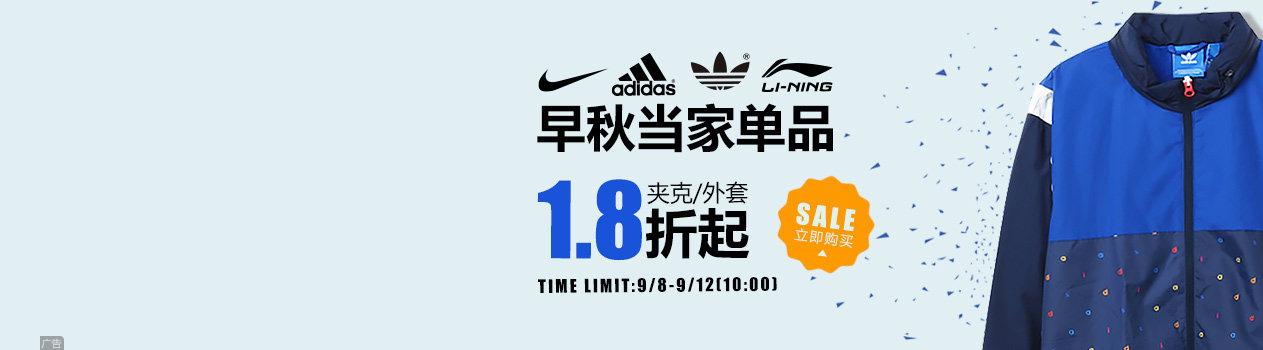 adidas
LI-NING
早秋当家单品
1.8 夹克/外套
折起
SALE
立即购买
TIME LIMIT:9/8-9/12(10:00)
广告